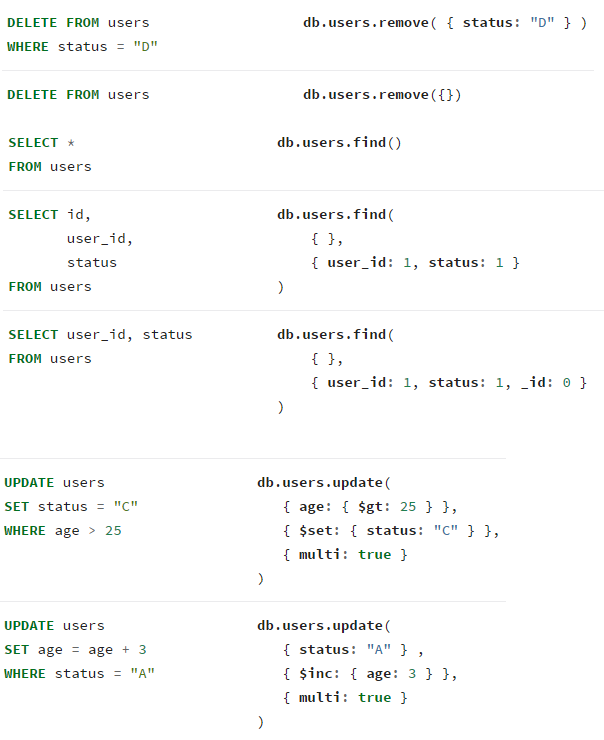 DELETE FROM users db.users.remove( { status: "D" } )
WHERE status = "D"
DELETE FROM users db.users.remove({})
SELECT * db.users.find()
FROM users
SELECT id, db.users.find(
user_id, { },
status { user_id: 1, status: 1 }
FROM users )
SELECT user_id, status db.users.find(
FROM users { },
{ user_id: 1, status: 1, _id: 0 }
)
UPDATE users db.users.update(
SET status = "C" { age: { $gt: 25 } },
WHERE age > 25 { $set: { status: "C" } },
{ multi: true }
)
UPDATE users db.users.update(
SET age = age + 3 { status: "A" } ,
WHERE status = "A" { $inc: { age: 3 } },
{ multi: true }
)